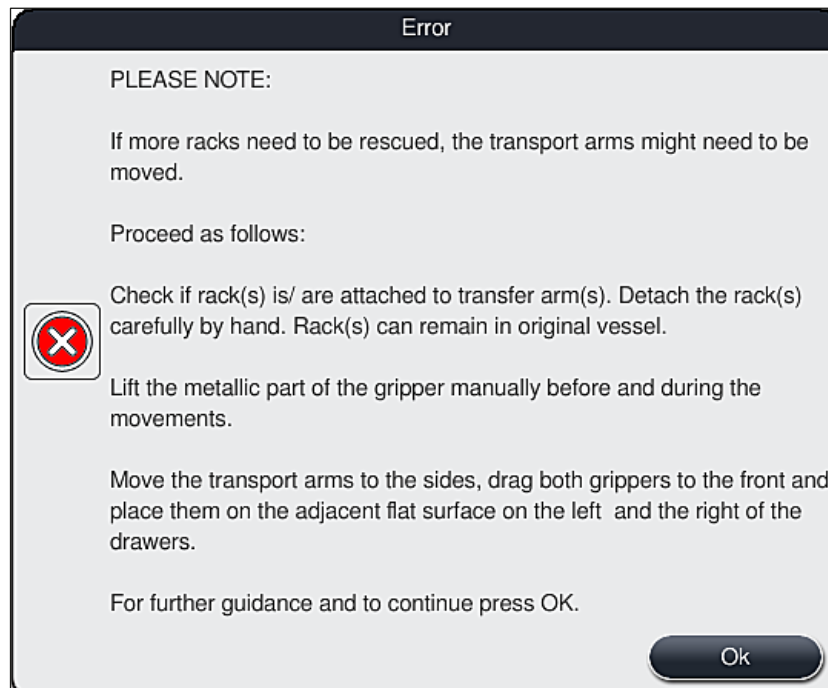 Error
PLEASE NOTE:
If more racks need to be rescued, the transport arms might need to be
moved.
Proceed as follows:
Check if rack(s) is/ are attached to transfer arm(s). Detach the rack(s)
carefully by hand. Rack(s) can remain in original vessel.
Lift the metallic part of the gripper manually before and during the
movements.
Move the transport arms to the sides, drag both grippers to the front and
place them on the adjacent flat surface on the left  and the right of the
drawers.
For further guidance and to continue press OK.
Ok